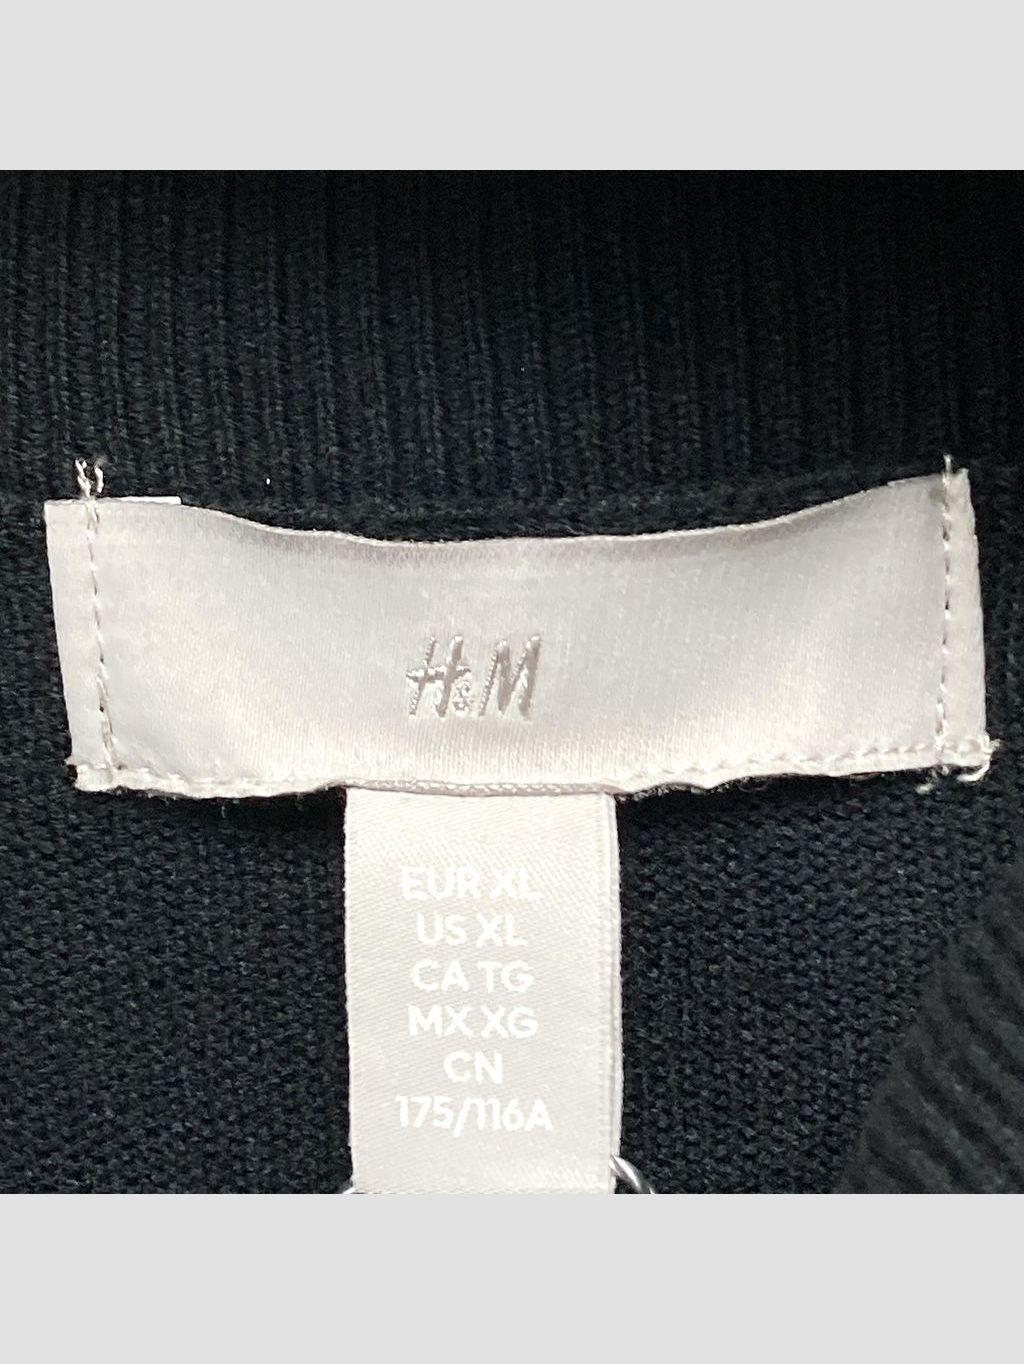 H&M
EUR XL
US XL
CA TG
MX XG
CN
175/116A